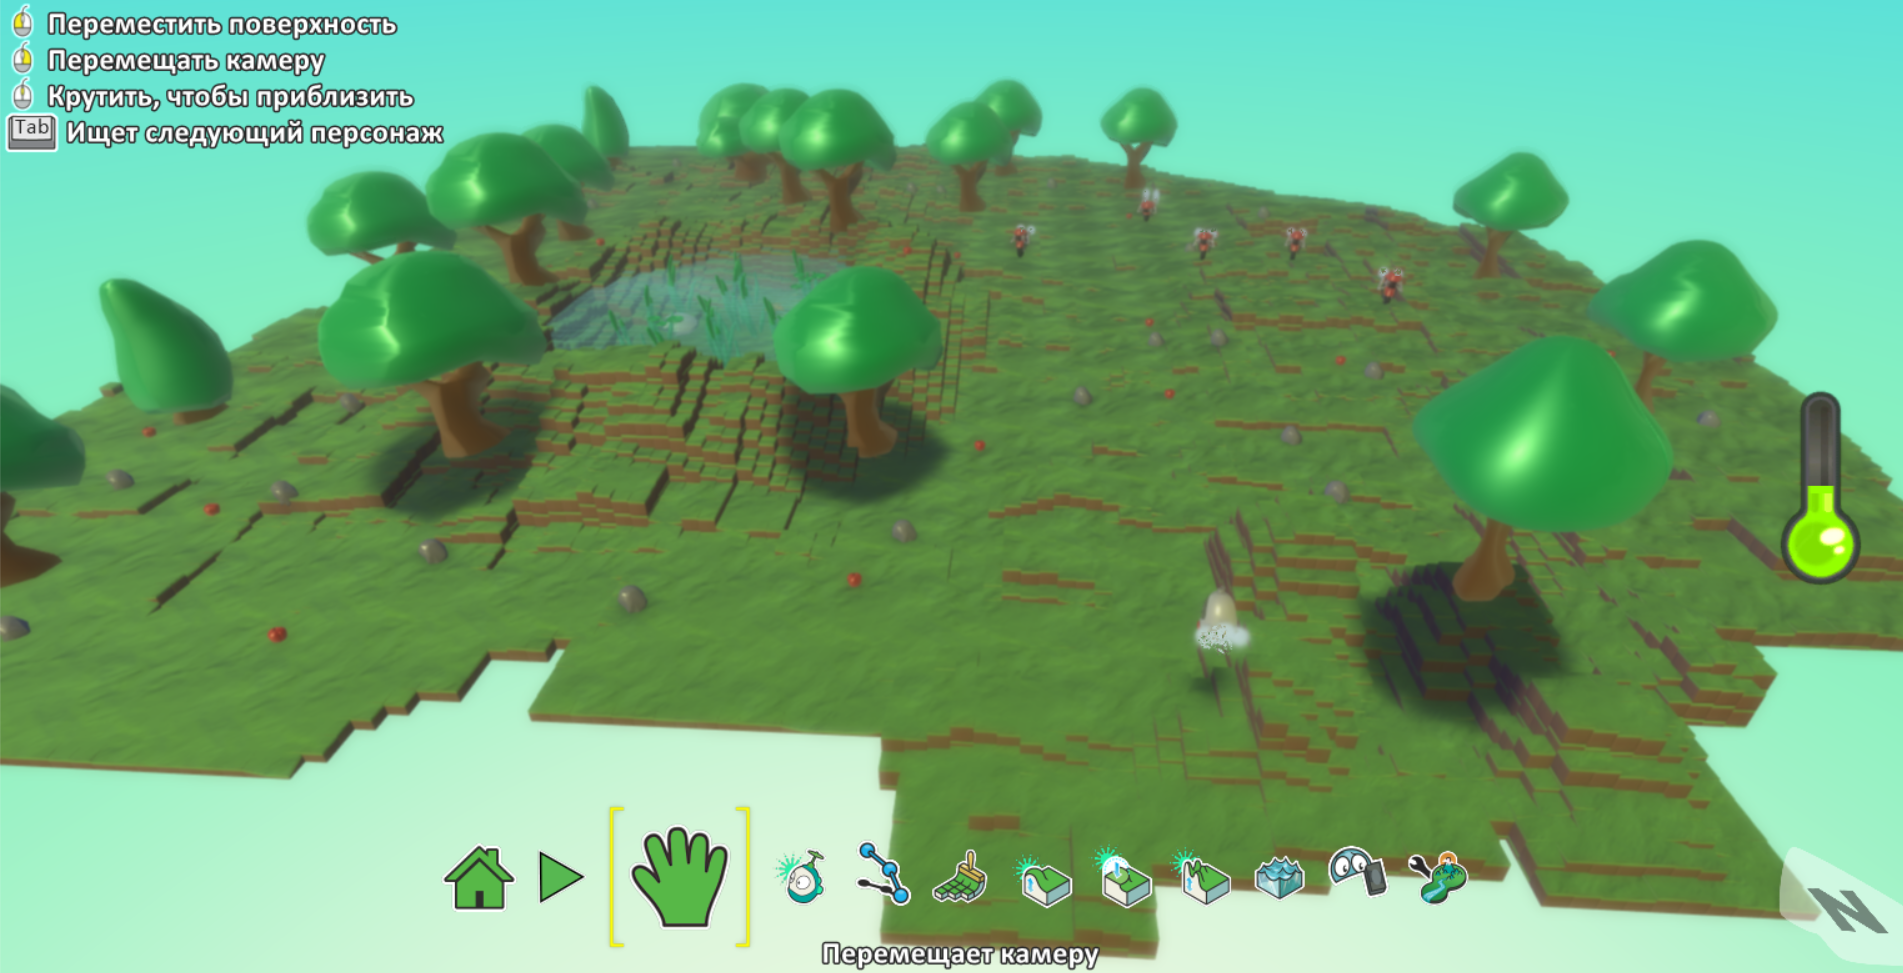 Переместить поверхность
Перемещать камеру
Крутить, чтобы приблизить
Tab Ищет следующий персонаж
Перемещает камеру
N